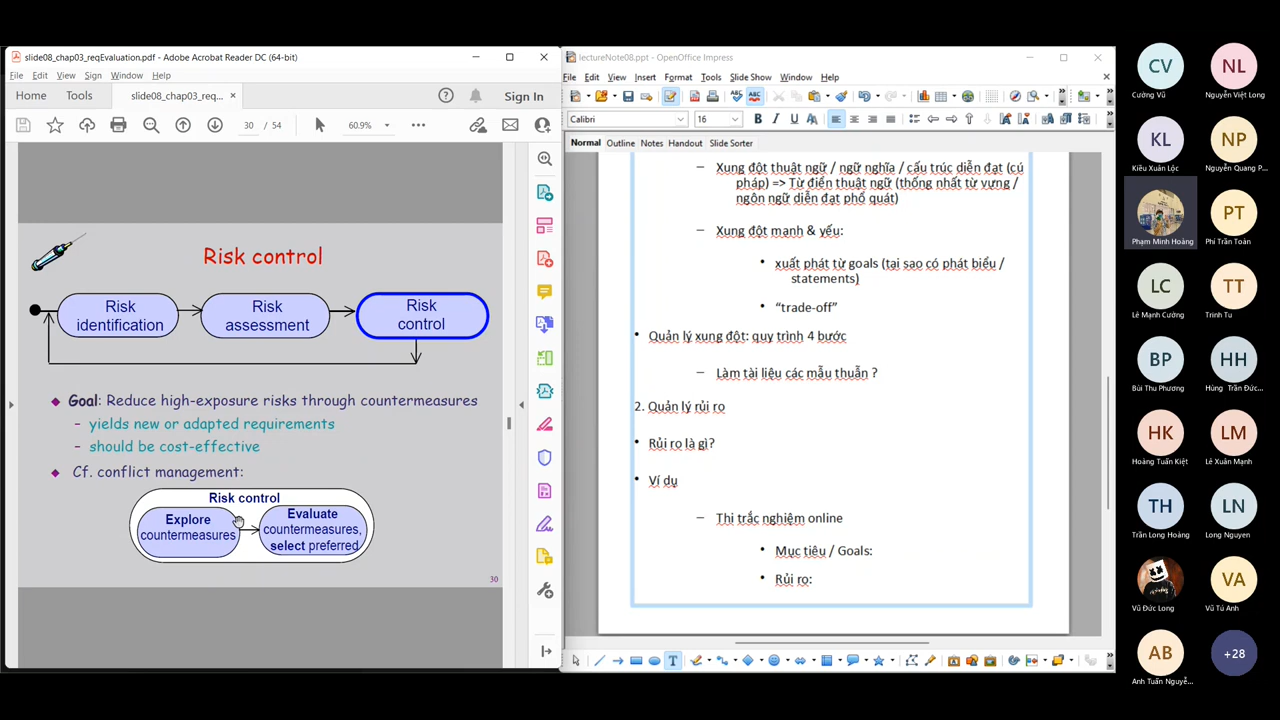 slide08_chap03_reqEvaluation.pdf - Adobe Acrobat Reader DC (64-bit)
File Edit View Sign Window Help
Home Tools slide08_chap03_req... × Sign In
30 / 54 60.9%
Risk control
Risk identification
Risk assessment
Risk control
Goal: Reduce high-exposure risks through countermeasures
- yields new or adapted requirements
- should be cost-effective
Cf. conflict management:
Risk control
Explore countermeasures
Evaluate countermeasures, select preferred
30
lectureNote08.ppt - OpenOffice Impress
File Edit View Insert Format Tools Slide Show Window Help
Calibri 16
Normal Outline Notes Handout Slide Sorter
– Xung đột thuật ngữ / ngữ nghĩa / cấu trúc diễn đạt (cú
pháp) => Từ điển thuật ngữ (thống nhất từ vựng /
ngôn ngữ diễn đạt phổ quát)
– Xung đột mạnh & yếu:
• xuất phát từ goals (tại sao có phát biểu /
statements)
• “trade-off”
• Quản lý xung đột: quy trình 4 bước
– Làm tài liệu các mẫu thuẫn ?
2. Quản lý rủi ro
• Rủi ro là gì?
• Ví dụ
– Thi trắc nghiệm online
• Mục tiêu / Goals:
• Rủi ro:
CV NL
Cường Vũ Nguyễn Việt Long
KL NP
Kiều Xuân Lộc Nguyễn Quang P...
PT
Phạm Minh Hoàng Phí Trần Toàn
LC TT
Lê Mạnh Cường Trinh Tu
BP HH
Bùi Thu Phương Hùng Trần Đức...
HK LM
Hoàng Tuấn Kiệt Lê Xuân Mạnh
TH LN
Trần Long Hoàng Long Nguyen
VA
Vũ Đức Long Vũ Tú Anh
AB +28
Anh Tuấn Nguyễ...